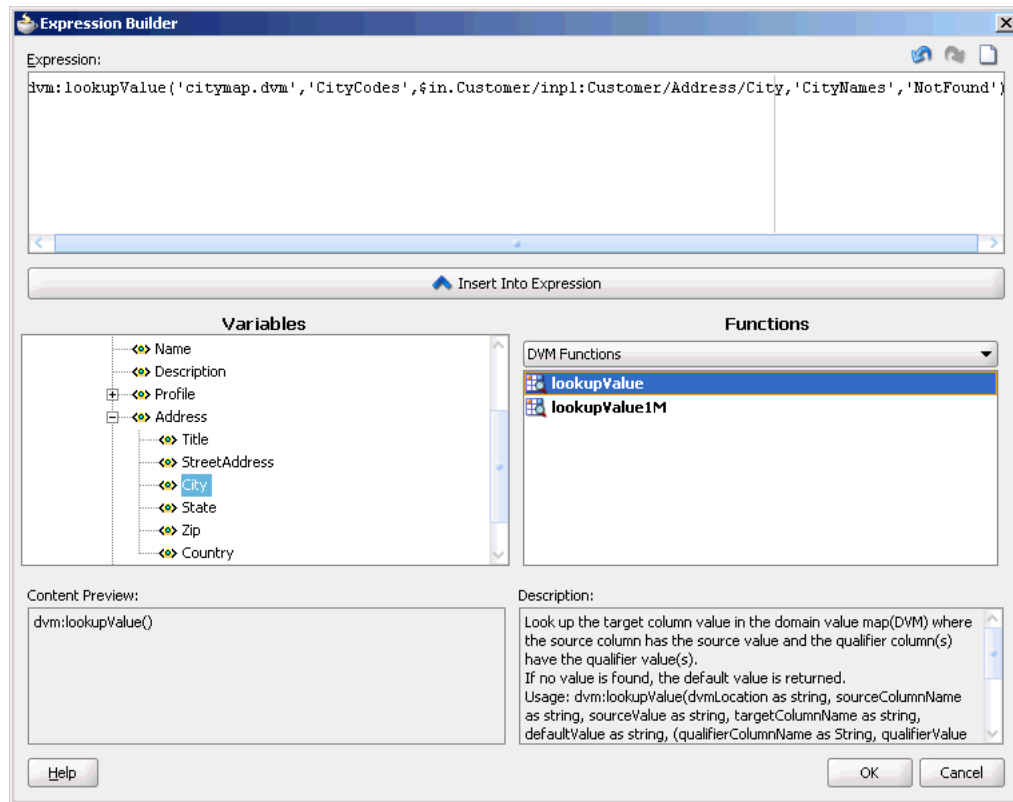 Expression Builder
Expression:
dvm:lookupValue('citymap.dvm','CityCodes',$in.Customer/inp1:Customer/Address/City,'CityNames','NotFound')
Insert Into Expression
Variables
Name
Description
Profile
Address
Title
StreetAddress
City
State
Zip
Country
Functions
DVM Functions
lookupValue
lookupValue1M
Content Preview:
dvm:lookupValue()
Description:
Look up the target column value in the domain value map(DVM) where
the source column has the source value and the qualifier column(s)
have the qualifier value(s).
If no value is found, the default value is returned.
Usage: dvm:lookupValue(dvmLocation as string, sourceColumnName
as string, sourceValue as string, targetColumnName as string,
defaultValue as string, (qualifierColumnName as String, qualifierValue
Help
OK
Cancel